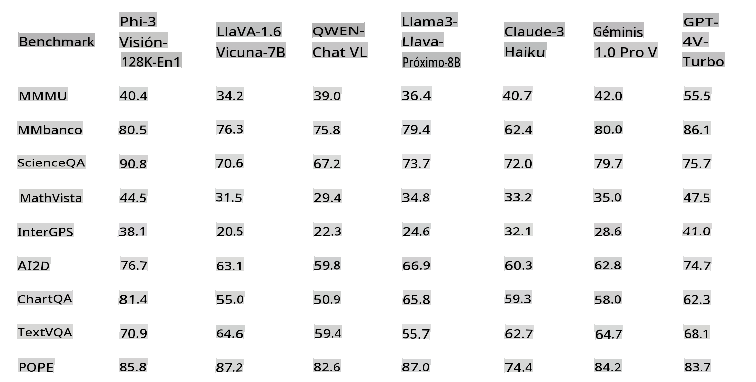 Benchmark Phi-3 Visión-128K-En1 LlaVA-1.6 Vicuna-7B QWEN-Chat VL Llama3-Llava-Próximo-8B Claude-3 Haiku Géminis 1.0 Pro V GPT-4V-Turbo
MMMU 40.4 34.2 39.0 36.4 40.7 42.0 55.5
MMbanco 80.5 76.3 75.8 79.4 62.4 80.0 86.1
ScienceQA 90.8 70.6 67.2 73.7 72.0 79.7 75.7
MathVista 44.5 31.5 29.4 34.8 33.2 35.0 47.5
InterGPS 38.1 20.5 22.3 24.6 32.1 28.6 41.0
AI2D 76.7 63.1 59.8 66.9 60.3 62.8 74.7
ChartQA 81.4 55.0 50.9 65.8 59.3 58.0 62.3
TextVQA 70.9 64.6 59.4 55.7 62.7 64.7 68.1
POPE 85.8 87.2 82.6 87.0 74.4 84.2 83.7